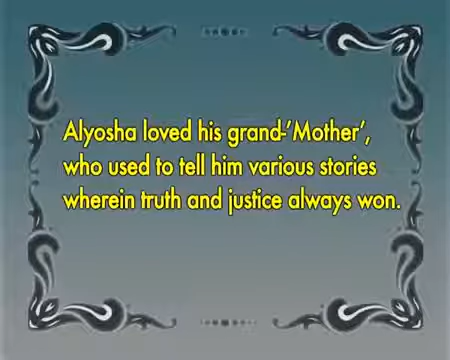 Alyosha loved his grand-'Mother',
who used to tell him various stories
wherein truth and justice always won.